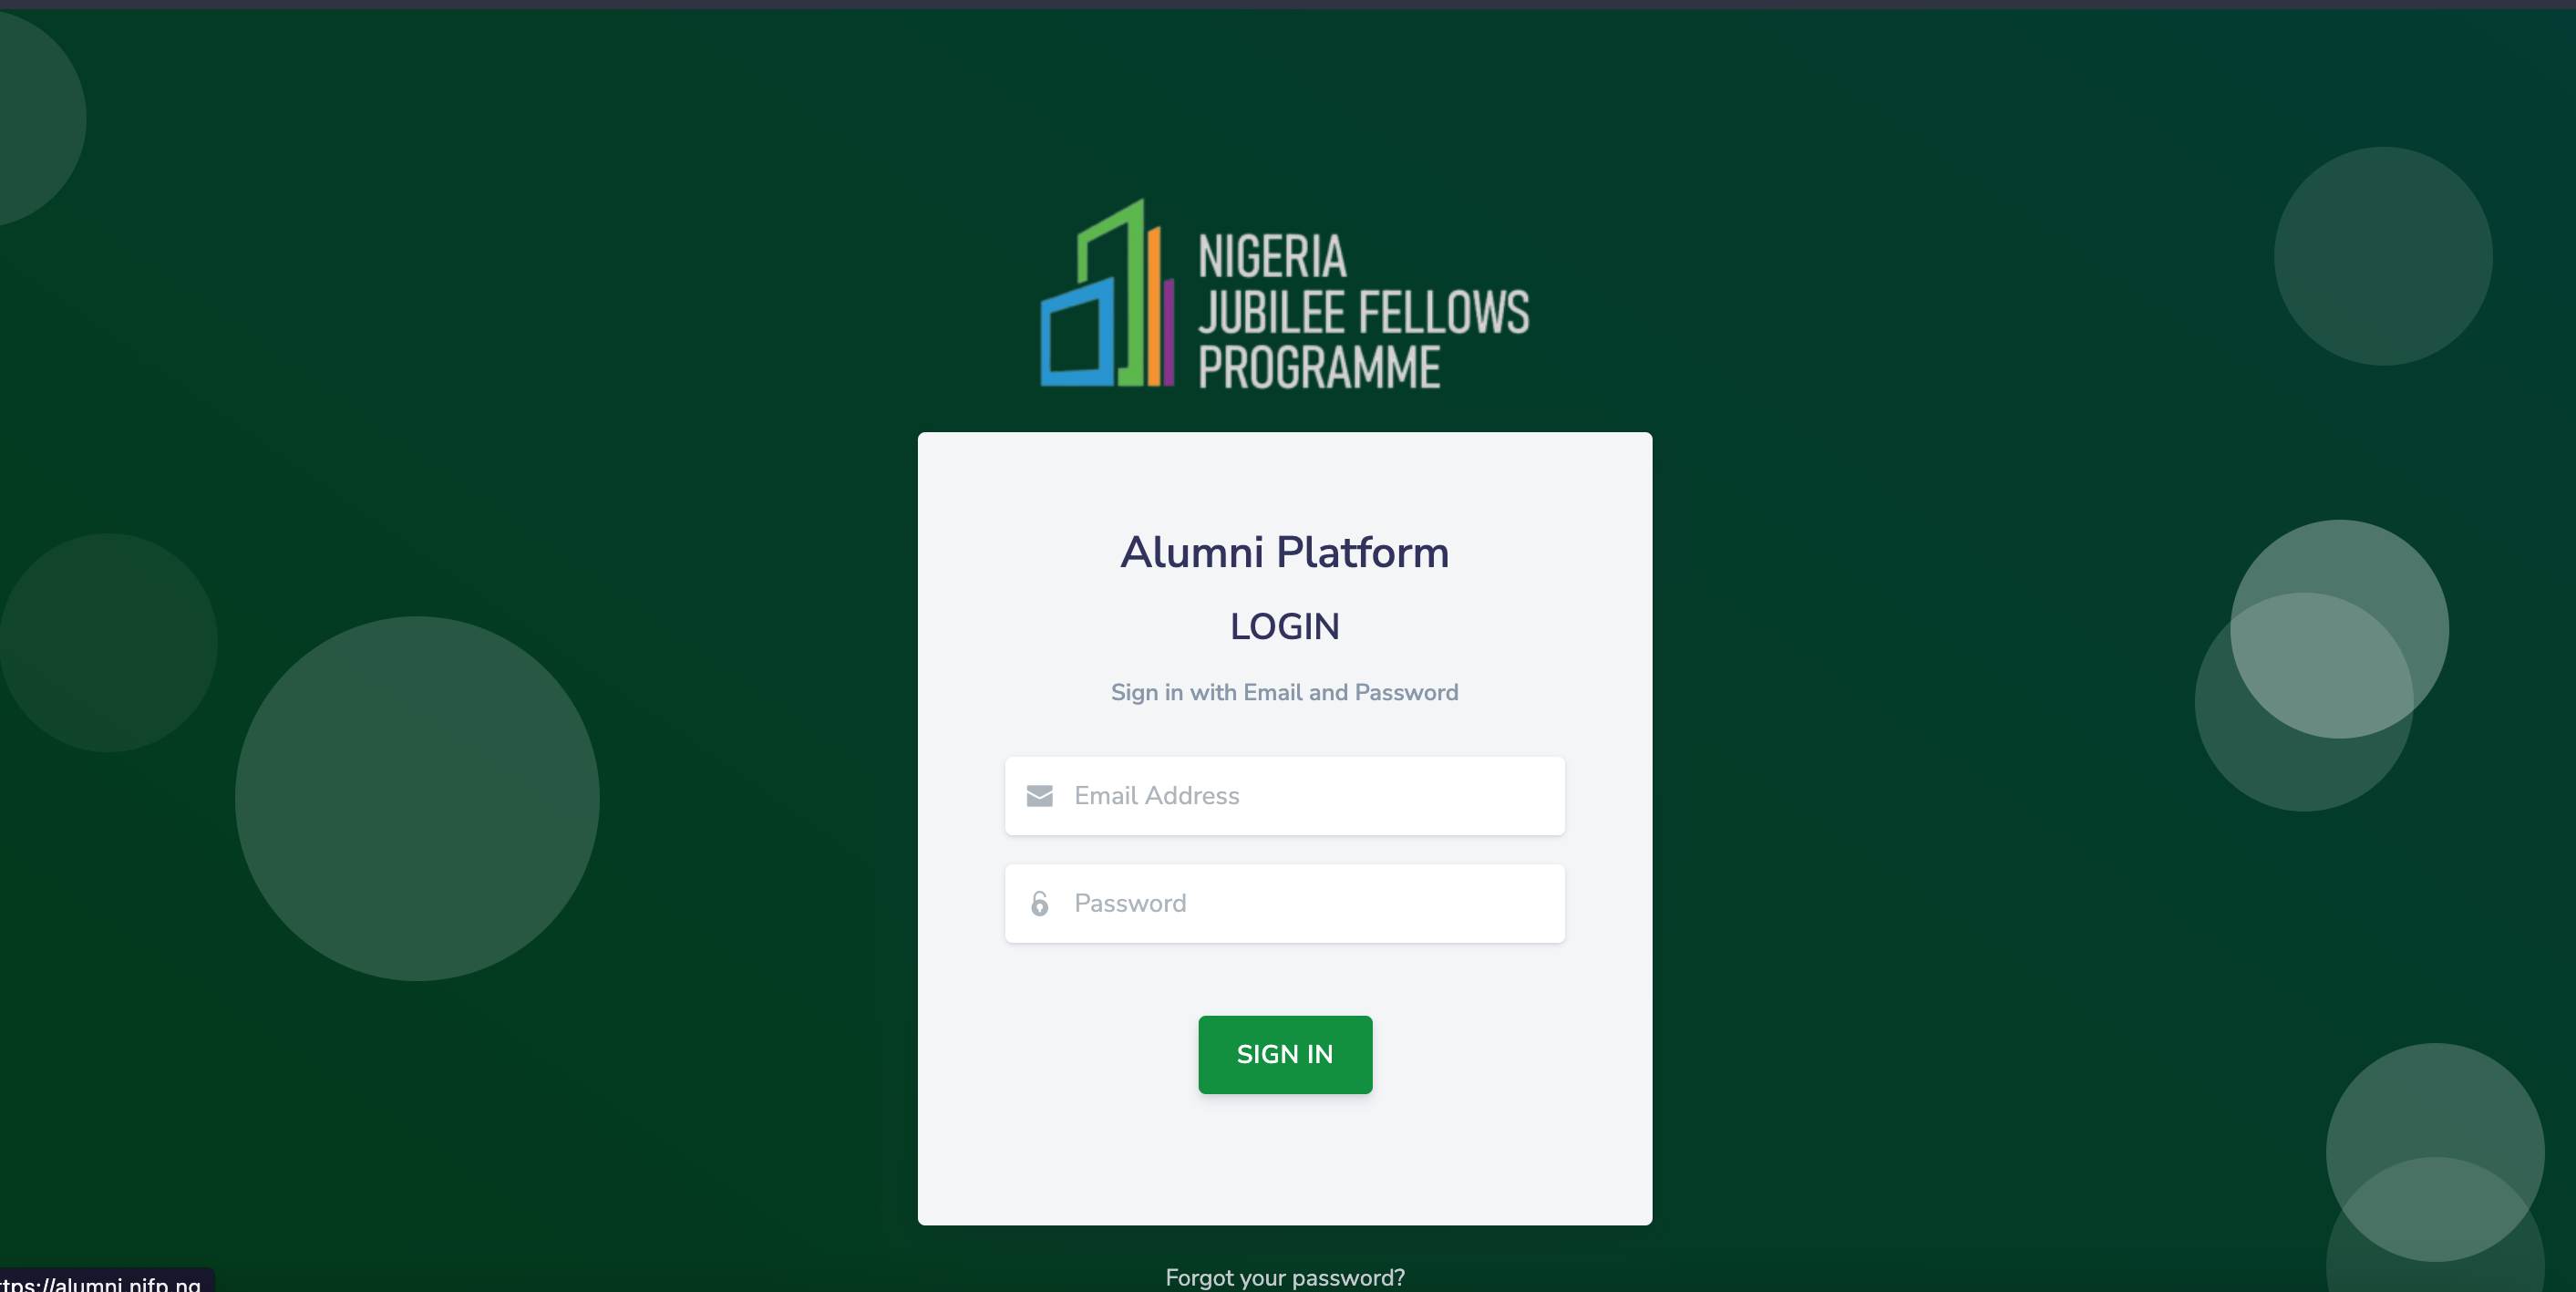 NIGERIA
JUBILEE FELLOWS
PROGRAMME
Alumni Platform
LOGIN
Sign in with Email and Password
Email Address
Password
SIGN IN
Forgot your password?
ttps://alumni.njfp.ng